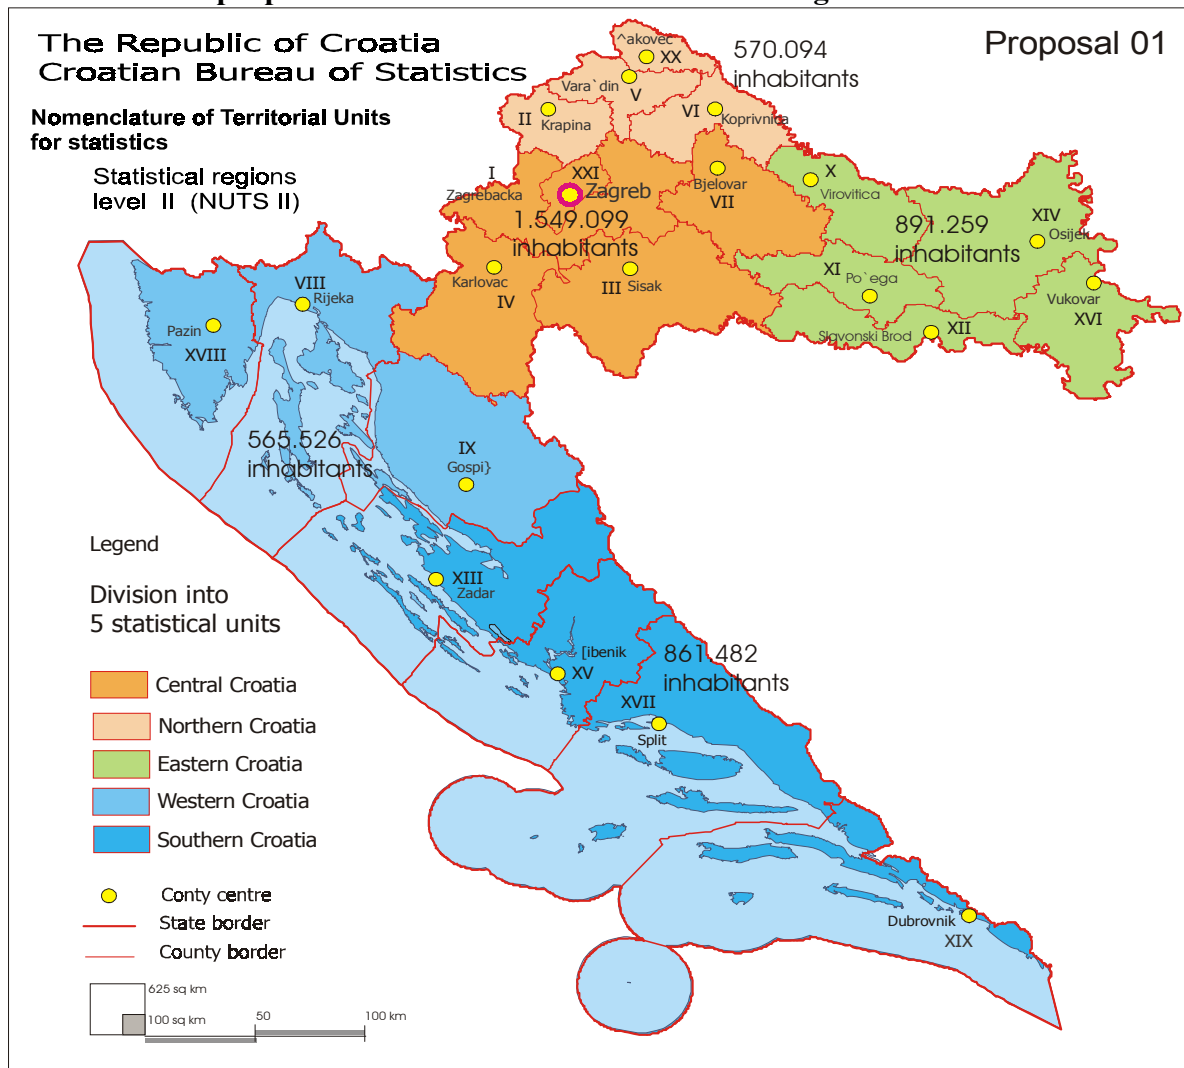 The Republic of Croatia
Croatian Bureau of Statistics
Proposal 01
Nomenclature of Territorial Units
for statistics
Statistical regions
level II (NUTS II)
^akovec
XX
570.094
inhabitants
Vara`din
V
II
Krapina
VI
Koprivnica
I
Zagrebacka
XXI
Zagreb
1.549.099
inhabitants
Bjelovar
VII
X
Virovitica
891.259
inhabitants
XIV
Osijek
XI
Po`ega
Vukovar
XVI
Slavonski Brod
XII
Karlovac
IV
III
Sisak
VIII
Rijeka
Pazin
XVIII
565.526
inhabitants
IX
Gospi}
XIII
Zadar
[ibenik
XV
861.482
inhabitants
XVII
Split
Dubrovnik
XIX
Legend
Division into
5 statistical units
Central Croatia
Northern Croatia
Eastern Croatia
Western Croatia
Southern Croatia
Conty centre
State border
County border
625 sq km
100 sq km
50
100 km